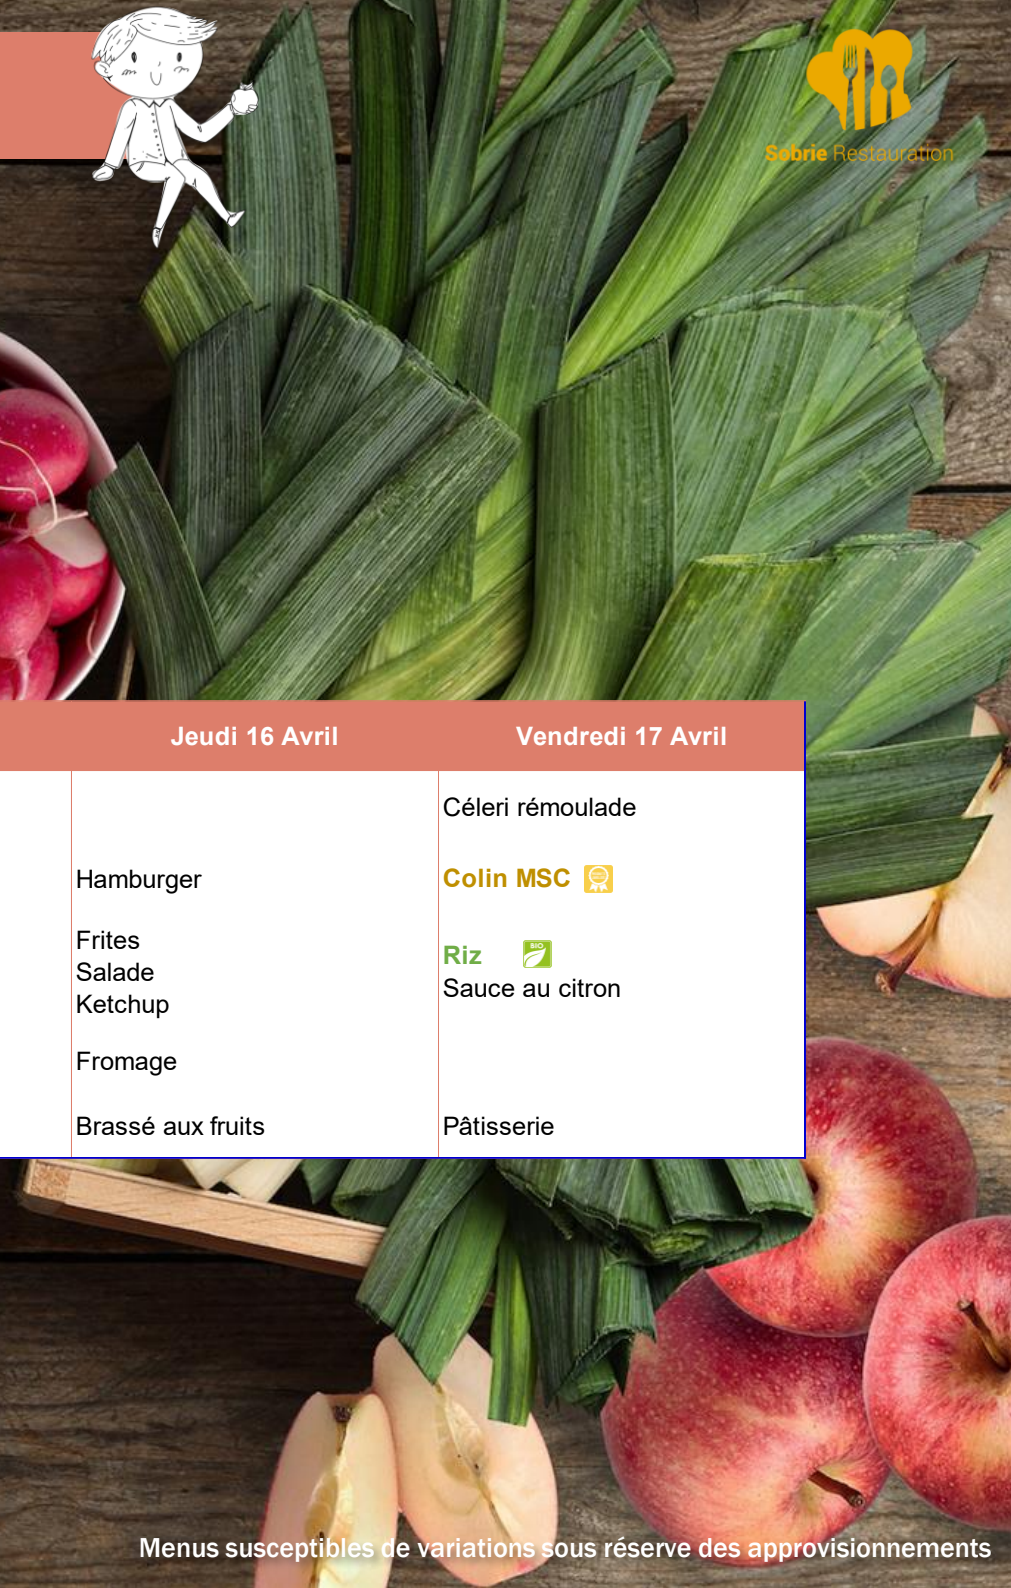 Sobrie Restauration
Jeudi 16 Avril
Hamburger
Frites
Salade
Ketchup
Fromage
Brassé aux fruits
Vendredi 17 Avril
Céleri rémoulade
Colin MSC
Riz
BIO
Sauce au citron
Pâtisserie
Menus susceptibles de variations sous réserve des approvisionnements